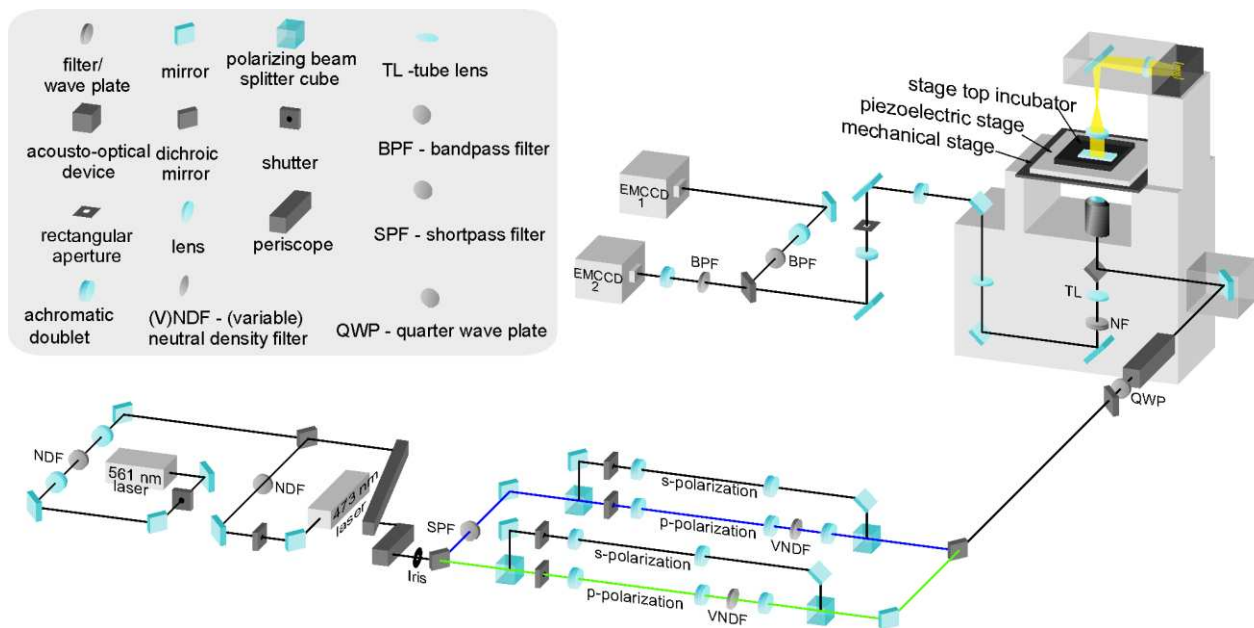 filter/
wave plate
mirror
polarizing beam
splitter cube
TL -tube lens
acousto-optical
device
dichroic
mirror
shutter
BPF - bandpass filter
rectangular
aperture
lens
periscope
SPF - shortpass filter
achromatic
doublet
(V)NDF - (variable)
neutral density filter
QWP - quarter wave plate
stage top incubator
piezoelectric stage
mechanical stage
EMCCD
1
EMCCD
2
BPF
BPF
TL
NF
QWP
NDF
561 nm
laser
NDF
473 nm
laser
SPF
Iris
s-polarization
p-polarization
VNDF
s-polarization
p-polarization
VNDF